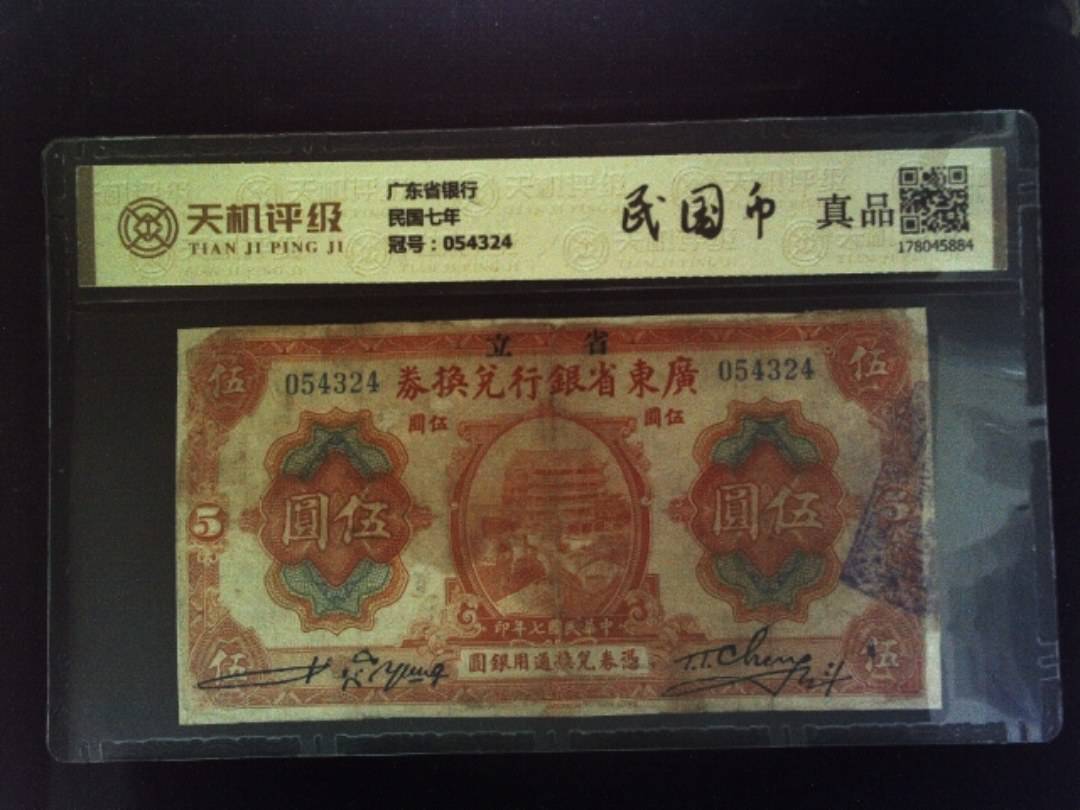 天机评级
TIAN JI PING JI
广东省银行
民国七年
冠号：054324
民国币
真品
178045884
立 省
伍
054324
券換兌行銀省東廣
054324
伍
圓伍
圓伍
圓伍
圓伍
5
5
印年七國民華中
伍
圓銀用通換兌券憑
T.T. Cheng